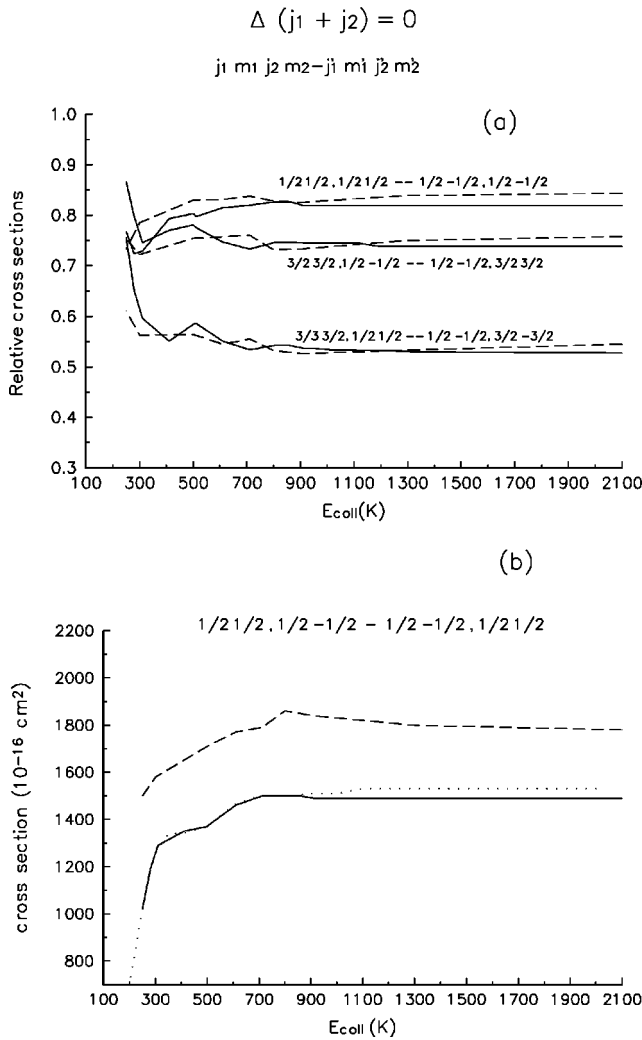 Δ (j1 + j2) = 0
j1 m1 j2 m2−j'1 m'1 j'2 m'2
(a)
1.0
0.9
0.8
0.7
0.6
0.5
0.4
0.3
Relative cross sections
1/2 1/2, 1/2 1/2 −− 1/2 −1/2, 1/2 −1/2
3/2 3/2, 1/2 −1/2 −− 1/2 −1/2, 3/2 3/2
3/3 3/2, 1/2 1/2 −− 1/2 −1/2, 3/2 −3/2
100 300 500 700 900 1100 1300 1500 1700 1900 2100
Ecoll(K)
(b)
1/2 1/2, 1/2 −1/2 − 1/2 −1/2, 1/2 1/2
2200
2000
1800
1600
1400
1200
1000
800
cross section (10⁻¹⁶ cm²)
100 300 500 700 900 1100 1300 1500 1700 1900 2100
Ecoll(K)